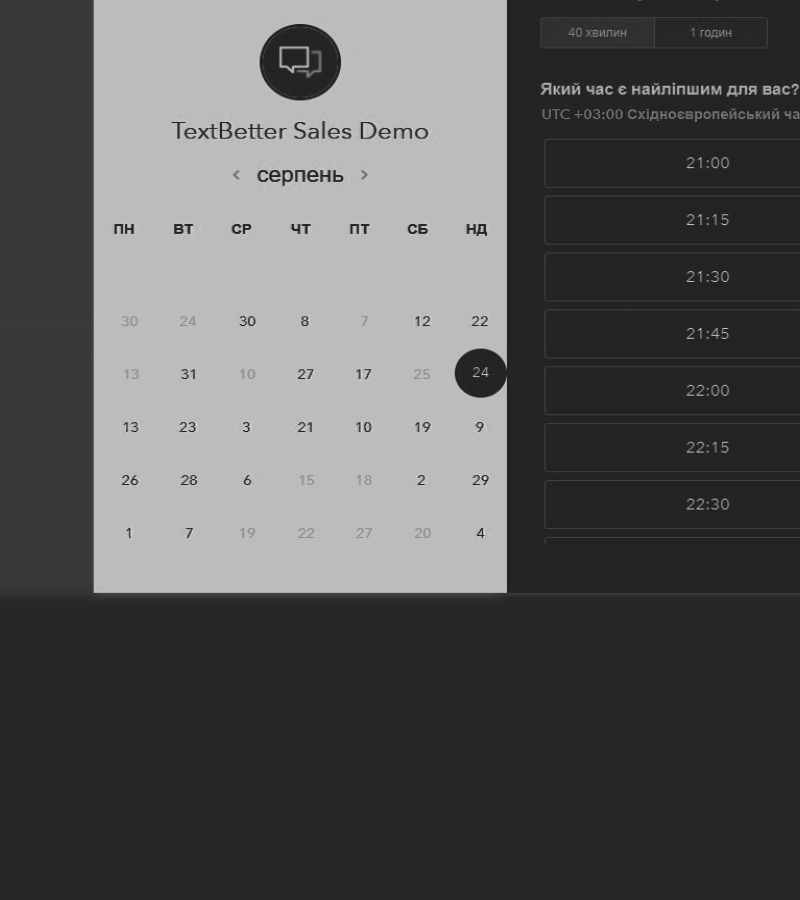 40 хвилин 1 годин
TextBetter Sales Demo
серпень
ПН ВТ СР ЧТ ПТ СБ НД
30 24 30 8 7 12 22
13 31 10 27 17 25 24
13 23 3 21 10 19 9
26 28 6 15 18 2 29
1 7 19 22 27 20 4
Який час є найліпшим для вас?
UTC +03:00 Східноєвропейський ча
21:00
21:15
21:30
21:45
22:00
22:15
22:30